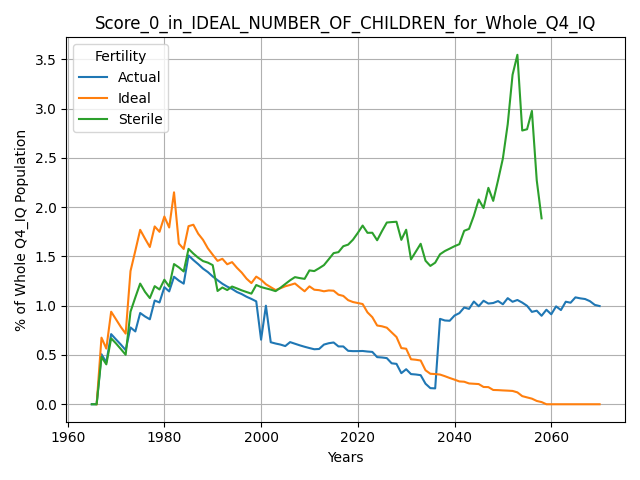 Score_0_in_IDEAL_NUMBER_OF_CHILDREN_for_Whole_Q4_IQ
% of Whole Q4_IQ Population
3.5
3.0
2.5
2.0
1.5
1.0
0.5
0.0
Fertility
Actual
Ideal
Sterile
1960
1980
2000
2020
2040
2060
Years